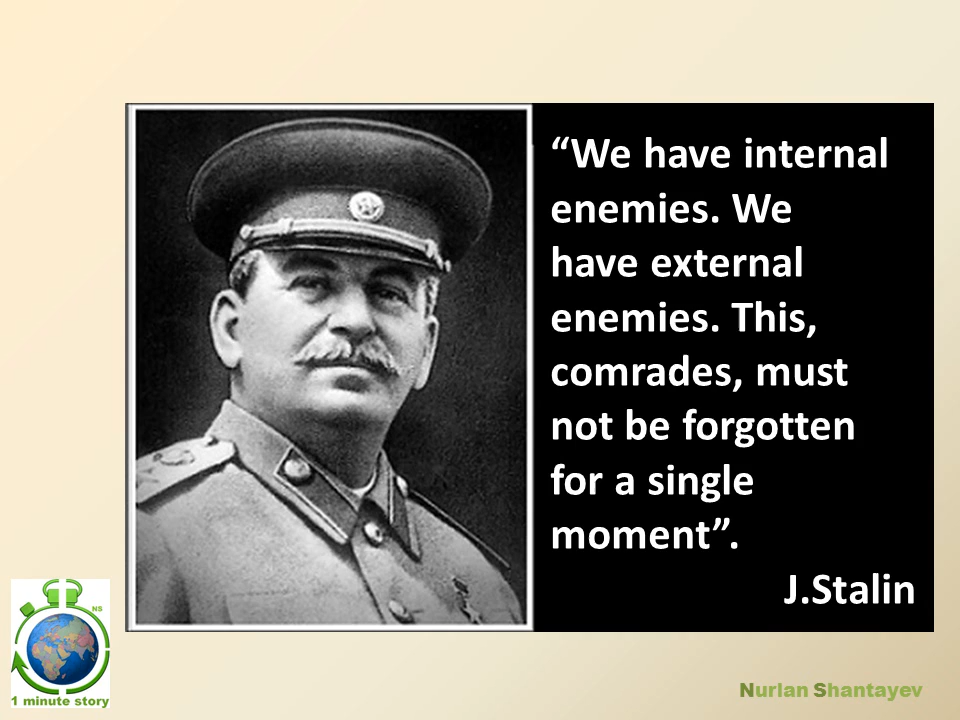 “We have internal
enemies. We
have external
enemies. This,
comrades, must
not be forgotten
for a single
moment”.
J.Stalin
NS
1 minute story
Nurlan Shantayev